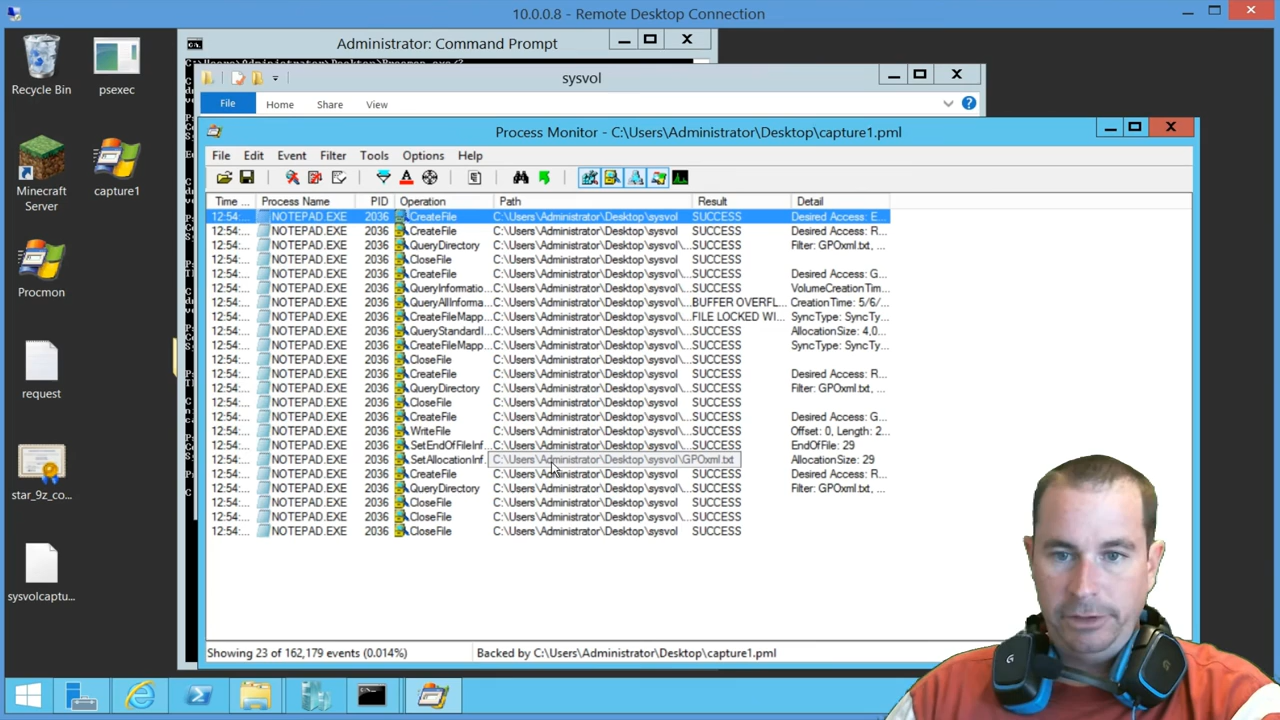 10.0.0.8 - Remote Desktop Connection
Recycle Bin
psexec
Minecraft Server
capture1
Procmon
request
star_9z_co...
sysvolcaptu...
Administrator: Command Prompt
sysvol
File Home Share View
Process Monitor - C:\Users\Administrator\Desktop\capture1.pml
File Edit Event Filter Tools Options Help
Time ... Process Name PID Operation Path Result Detail
12:54:... NOTEPAD.EXE 2036 CreateFile C:\Users\Administrator\Desktop\sysvol SUCCESS Desired Access: E...
12:54:... NOTEPAD.EXE 2036 CreateFile C:\Users\Administrator\Desktop\sysvol SUCCESS Desired Access: R...
12:54:... NOTEPAD.EXE 2036 QueryDirectory C:\Users\Administrator\Desktop\sysvol\... SUCCESS Filter: GPOxml.txt, ...
12:54:... NOTEPAD.EXE 2036 CloseFile C:\Users\Administrator\Desktop\sysvol SUCCESS
12:54:... NOTEPAD.EXE 2036 CreateFile C:\Users\Administrator\Desktop\sysvol\... SUCCESS Desired Access: G...
12:54:... NOTEPAD.EXE 2036 QueryInformatio... C:\Users\Administrator\Desktop\sysvol\... SUCCESS VolumeCreationTim...
12:54:... NOTEPAD.EXE 2036 QueryAllInforma... C:\Users\Administrator\Desktop\sysvol\... BUFFER OVERFL... CreationTime: 5/6/...
12:54:... NOTEPAD.EXE 2036 CreateFileMapp... C:\Users\Administrator\Desktop\sysvol\... FILE LOCKED WI... SyncType: SyncTy...
12:54:... NOTEPAD.EXE 2036 QueryStandardI... C:\Users\Administrator\Desktop\sysvol\... SUCCESS AllocationSize: 4,0...
12:54:... NOTEPAD.EXE 2036 CreateFileMapp... C:\Users\Administrator\Desktop\sysvol\... SUCCESS SyncType: SyncTy...
12:54:... NOTEPAD.EXE 2036 CloseFile C:\Users\Administrator\Desktop\sysvol\... SUCCESS
12:54:... NOTEPAD.EXE 2036 CreateFile C:\Users\Administrator\Desktop\sysvol SUCCESS Desired Access: R...
12:54:... NOTEPAD.EXE 2036 QueryDirectory C:\Users\Administrator\Desktop\sysvol\... SUCCESS Filter: GPOxml.txt, ...
12:54:... NOTEPAD.EXE 2036 CloseFile C:\Users\Administrator\Desktop\sysvol SUCCESS
12:54:... NOTEPAD.EXE 2036 CreateFile C:\Users\Administrator\Desktop\sysvol\... SUCCESS Desired Access: G...
12:54:... NOTEPAD.EXE 2036 WriteFile C:\Users\Administrator\Desktop\sysvol\... SUCCESS Offset: 0, Length: 2...
12:54:... NOTEPAD.EXE 2036 SetEndOfFileInf... C:\Users\Administrator\Desktop\sysvol\... SUCCESS EndOfFile: 29
12:54:... NOTEPAD.EXE 2036 SetAllocationInf. C:\Users\Administrator\Desktop\sysvol\GPOxml.txt AllocationSize: 29
12:54:... NOTEPAD.EXE 2036 CreateFile C:\Users\Administrator\Desktop\sysvol SUCCESS Desired Access: R...
12:54:... NOTEPAD.EXE 2036 QueryDirectory C:\Users\Administrator\Desktop\sysvol\... SUCCESS Filter: GPOxml.txt, ...
12:54:... NOTEPAD.EXE 2036 CloseFile C:\Users\Administrator\Desktop\sysvol\... SUCCESS
12:54:... NOTEPAD.EXE 2036 CloseFile C:\Users\Administrator\Desktop\sysvol\... SUCCESS
12:54:... NOTEPAD.EXE 2036 CloseFile C:\Users\Administrator\Desktop\sysvol SUCCESS
Showing 23 of 162,179 events (0.014%) Backed by C:\Users\Administrator\Desktop\capture1.pml